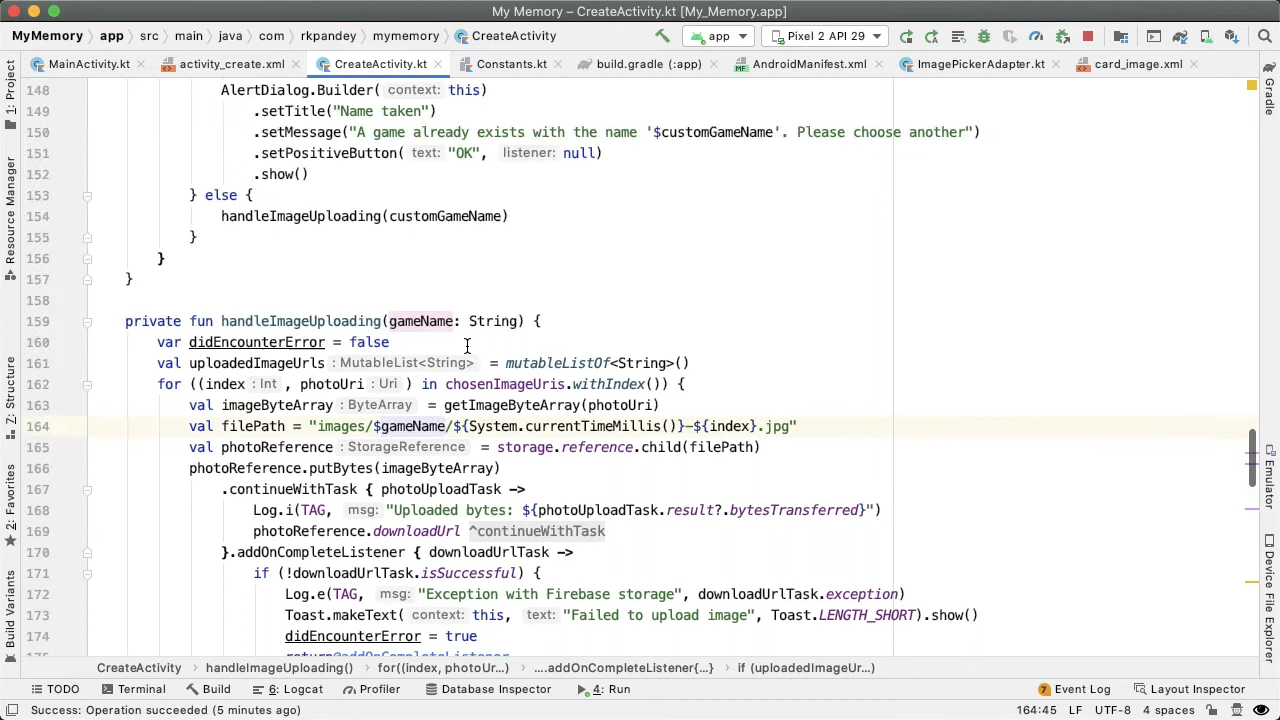 My Memory – CreateActivity.kt [My_Memory.app]
MyMemory app src main java com rkpandey mymemory CreateActivity app Pixel 2 API 29
MainActivity.kt activity_create.xml CreateActivity.kt Constants.kt build.gradle (:app) AndroidManifest.xml ImagePickerAdapter.kt card_image.xml
1: Project
Resource Manager
Z: Structure
2: Favorites
Build Variants
148 AlertDialog.Builder( context: this)
149 .setTitle("Name taken")
150 .setMessage("A game already exists with the name '$customGameName'. Please choose another")
151 .setPositiveButton( text: "OK", listener: null)
152 .show()
153 } else {
154 handleImageUploading(customGameName)
155 }
156 }
157 }
158
159 private fun handleImageUploading(gameName: String) {
160 var didEncounterError = false
161 val uploadedImageUrls : MutableList<String> = mutableListOf<String>()
162 for ((index : Int , photoUri : Uri ) in chosenImageUris.withIndex()) {
163 val imageByteArray : ByteArray = getImageByteArray(photoUri)
164 val filePath = "images/$gameName/${System.currentTimeMillis()}-${index}.jpg"
165 val photoReference : StorageReference = storage.reference.child(filePath)
166 photoReference.putBytes(imageByteArray)
167 .continueWithTask { photoUploadTask ->
168 Log.i(TAG, msg: "Uploaded bytes: ${photoUploadTask.result?.bytesTransferred}")
169 photoReference.downloadUrl ^continueWithTask
170 }.addOnCompleteListener { downloadUrlTask ->
171 if (!downloadUrlTask.isSuccessful) {
172 Log.e(TAG, msg: "Exception with Firebase storage", downloadUrlTask.exception)
173 Toast.makeText( context: this, text: "Failed to upload image", Toast.LENGTH_SHORT).show()
174 didEncounterError = true
175 return@addOnCompleteListener
Gradle
Emulator
Device File Explorer
CreateActivity handleImageUploading() for((index, photoUr...) ....addOnCompleteListener{...} if (uploadedImageUr...)
TODO Terminal Build 6: Logcat Profiler Database Inspector 4: Run 7 Event Log Layout Inspector
Success: Operation succeeded (5 minutes ago) 164:45 LF UTF-8 4 spaces